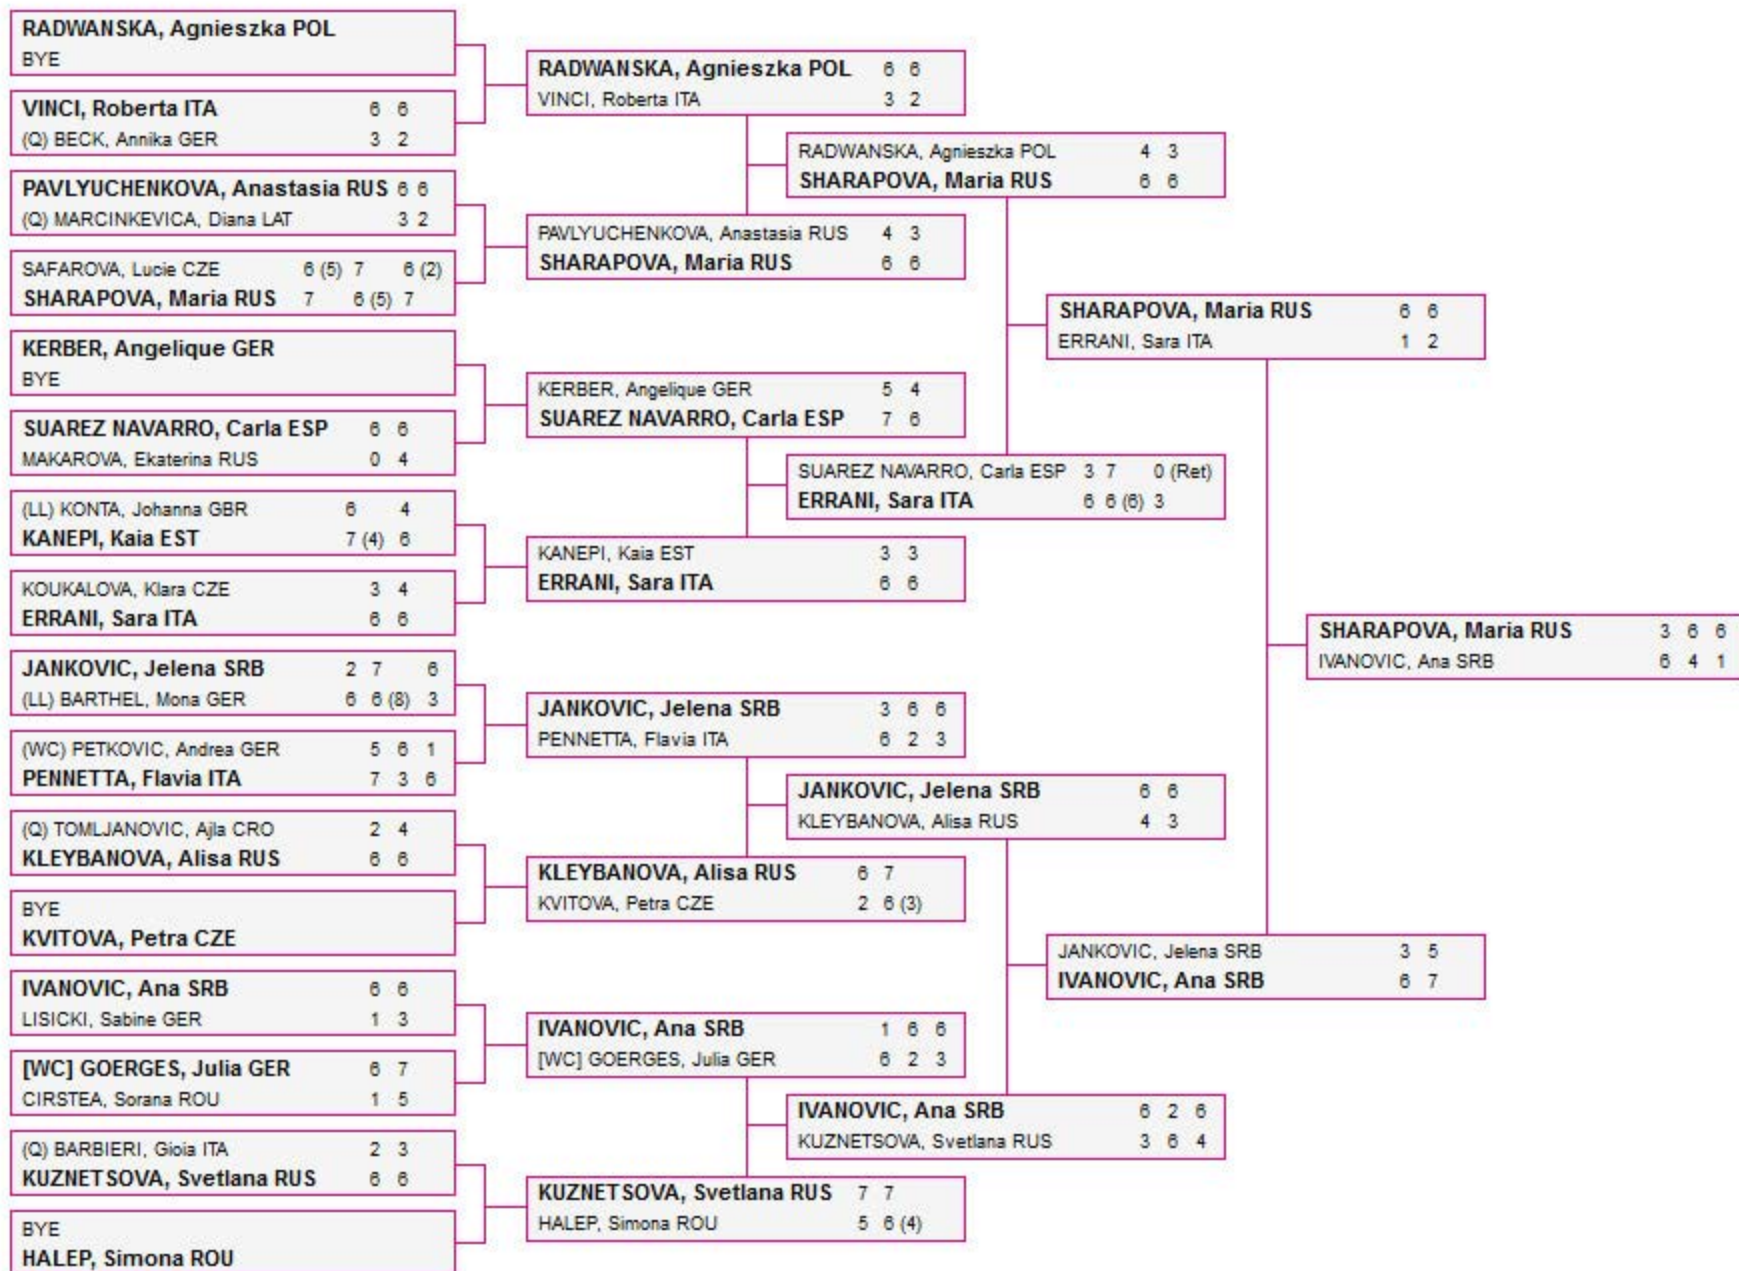 RADWANSKA, Agnieszka POL
BYE
VINCI, Roberta ITA 6 6
(Q) BECK, Annika GER 3 2
PAVLYUCHENKOVA, Anastasia RUS 6 6
(Q) MARCINKEVICA, Diana LAT 3 2
SAFAROVA, Lucie CZE 6 (5) 7 6 (2)
SHARAPOVA, Maria RUS 7 6 (5) 7
KERBER, Angelique GER
BYE
SUAREZ NAVARRO, Carla ESP 6 6
MAKAROVA, Ekaterina RUS 0 4
(LL) KONTA, Johanna GBR 6 4
KANEPI, Kaia EST 7 (4) 6
KOUKALOVA, Klara CZE 3 4
ERRANI, Sara ITA 6 6
JANKOVIC, Jelena SRB 2 7 6
(LL) BARTHEL, Mona GER 6 6 (8) 3
(WC) PETKOVIC, Andrea GER 5 6 1
PENNETTA, Flavia ITA 7 3 6
(Q) TOMLJANOVIC, Ajla CRO 2 4
KLEYBANOVA, Alisa RUS 6 6
BYE
KVITOVA, Petra CZE
IVANOVIC, Ana SRB 6 6
LISICKI, Sabine GER 1 3
[WC] GOERGES, Julia GER 6 7
CIRSTEA, Sorana ROU 1 5
(Q) BARBIERI, Gioia ITA 2 3
KUZNETSOVA, Svetlana RUS 6 6
BYE
HALEP, Simona ROU
RADWANSKA, Agnieszka POL 6 6
VINCI, Roberta ITA 3 2
PAVLYUCHENKOVA, Anastasia RUS 4 3
SHARAPOVA, Maria RUS 6 6
KERBER, Angelique GER 5 4
SUAREZ NAVARRO, Carla ESP 7 6
KANEPI, Kaia EST 3 3
ERRANI, Sara ITA 6 6
JANKOVIC, Jelena SRB 3 6 6
PENNETTA, Flavia ITA 6 2 3
KLEYBANOVA, Alisa RUS 6 7
KVITOVA, Petra CZE 2 6 (3)
IVANOVIC, Ana SRB 1 6 6
[WC] GOERGES, Julia GER 6 2 3
KUZNETSOVA, Svetlana RUS 7 7
HALEP, Simona ROU 5 6 (4)
RADWANSKA, Agnieszka POL 4 3
SHARAPOVA, Maria RUS 6 6
SUAREZ NAVARRO, Carla ESP 3 7 0 (Ret)
ERRANI, Sara ITA 6 6 (6) 3
JANKOVIC, Jelena SRB 6 6
KLEYBANOVA, Alisa RUS 4 3
IVANOVIC, Ana SRB 6 2 6
KUZNETSOVA, Svetlana RUS 3 6 4
SHARAPOVA, Maria RUS 6 6
ERRANI, Sara ITA 1 2
JANKOVIC, Jelena SRB 3 5
IVANOVIC, Ana SRB 6 7
SHARAPOVA, Maria RUS 3 6 6
IVANOVIC, Ana SRB 6 4 1